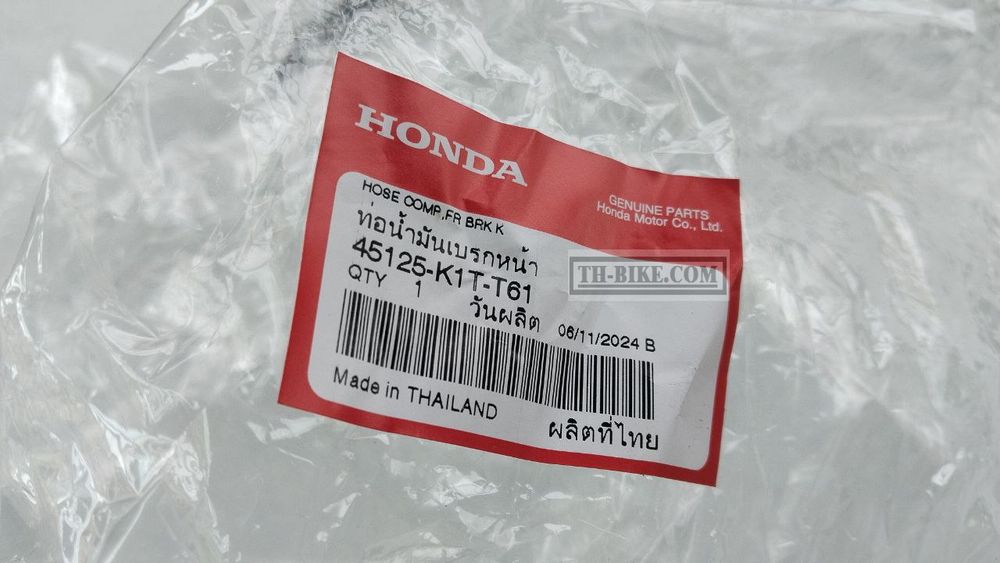 HONDA
GENUINE PARTS
Honda Motor Co., Ltd.
HOSE COMP,FR BRK K
ท่อน้ำมันเบรกหน้า
45125-K1T-T61
QTY 1 วันผลิต 06/11/2024 B
Made in THAILAND
ผลิตที่ไทย
TH-BIKE.COM